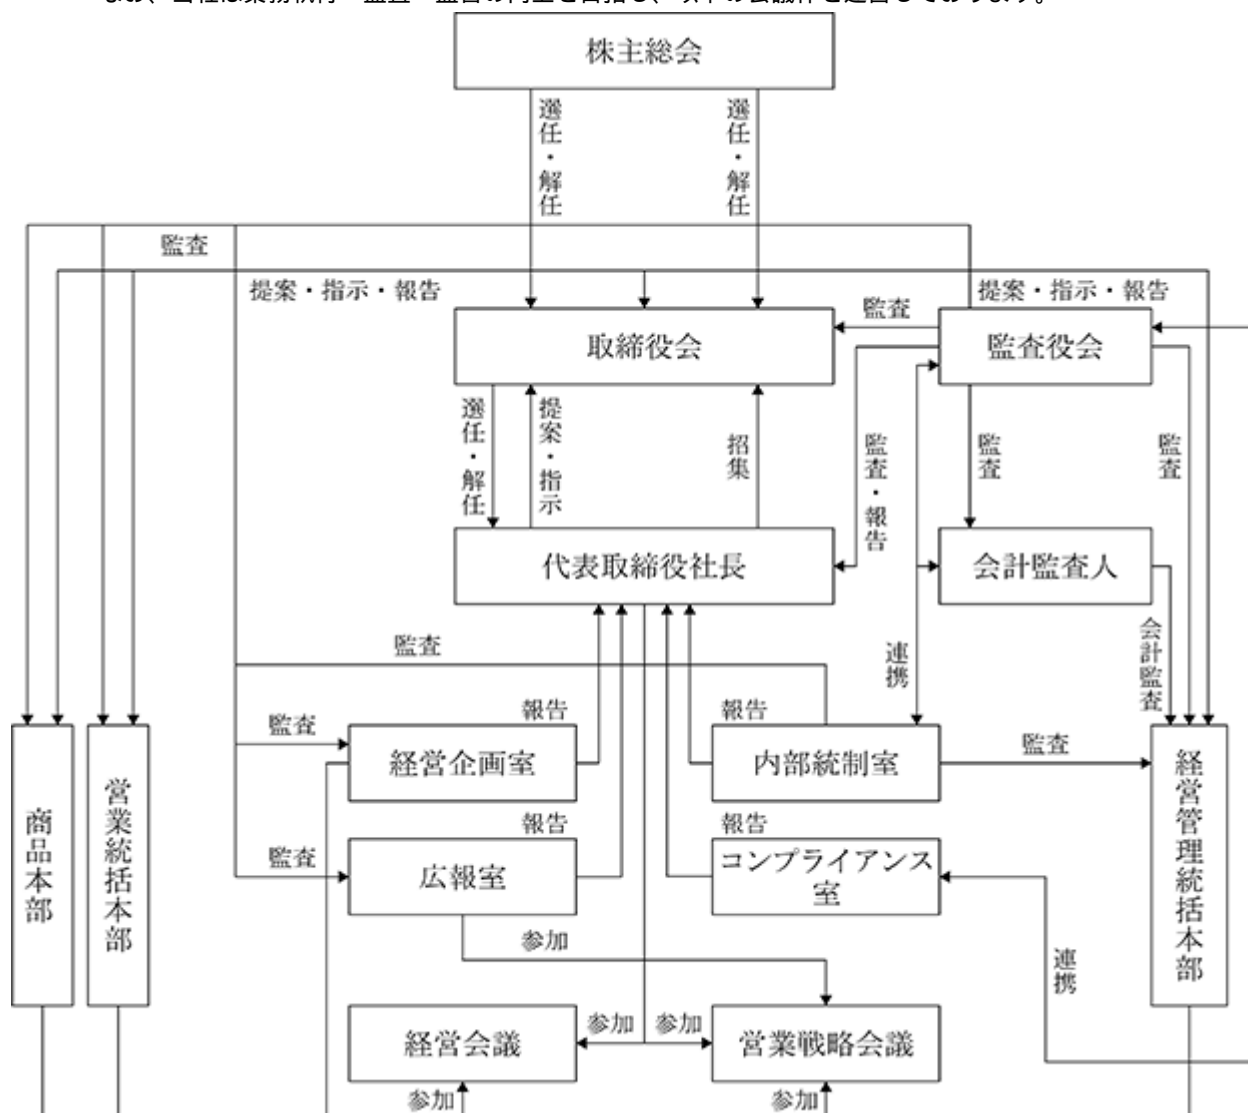 株主総会
選任・解任
選任・解任
監査
提案・指示・報告
提案・指示・報告
取締役会
監査
監査役会
選任・解任
提案・指示
招集
監査・報告
監査
監査
代表取締役社長
会計監査人
監査
連携
会計監査
監査
報告
報告
経営企画室
内部統制室
監査
報告
報告
監査
広報室
コンプライアンス
室
商品本部
営業統括本部
経営管理統括本部
参加
連携
経営会議
参加
参加
営業戦略会議
参加
参加